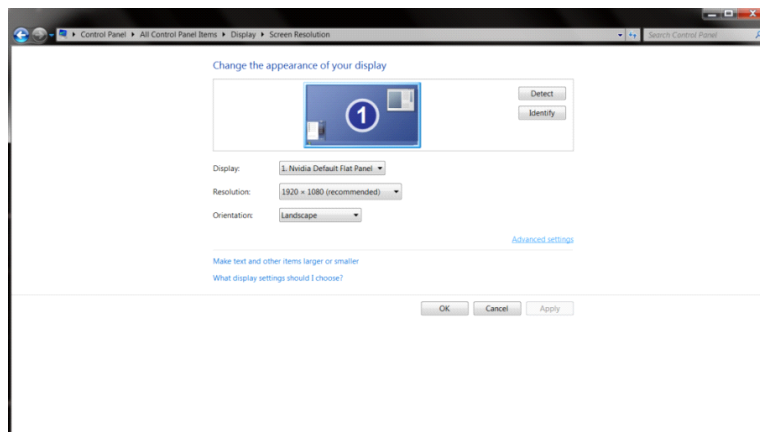 Control Panel ▸ All Control Panel Items ▸ Display ▸ Screen Resolution
Search Control Panel
Change the appearance of your display
1
Detect
Identify
Display: 1. Nvidia Default Flat Panel
Resolution: 1920 × 1080 (recommended)
Orientation: Landscape
Advanced settings
Make text and other items larger or smaller
What display settings should I choose?
OK Cancel Apply